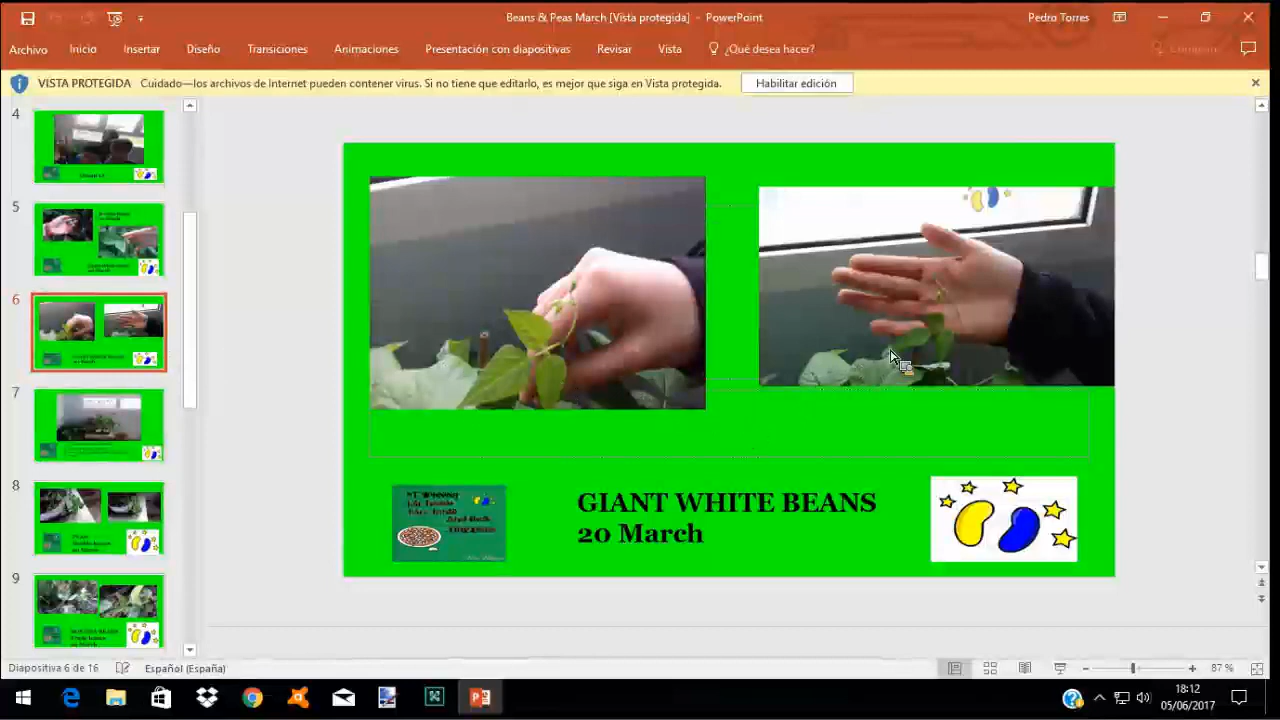 Beans & Peas March [Vista protegida] - PowerPoint
Pedro Torres
Archivo
Inicio
Insertar
Diseño
Transiciones
Animaciones
Presentación con diapositivas
Revisar
Vista
¿Qué desea hacer?
Compartir
VISTA PROTEGIDA
Cuidado—los archivos de Internet pueden contener virus. Si no tiene que editarlo, es mejor que siga en Vista protegida.
Habilitar edición
4
5
6
7
8
9
GIANT WHITE BEANS
20 March
Diapositiva 6 de 16
Español (España)
87 %
18:12
05/06/2017